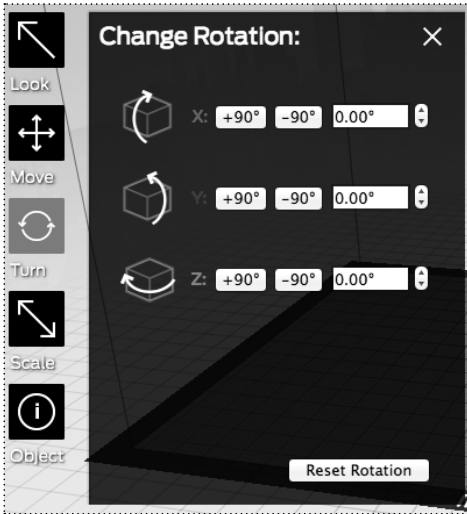 Change Rotation:
Look
X: +90° -90° 0.00°
Move
Y: +90° -90° 0.00°
Turn
Z: +90° -90° 0.00°
Scale
Object
Reset Rotation